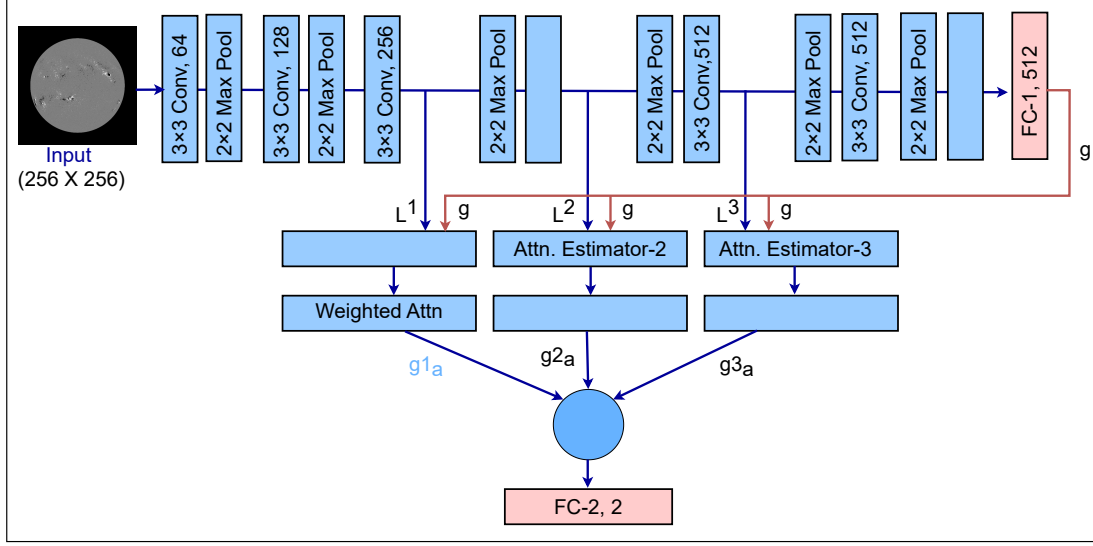 3×3 Conv, 64
2×2 Max Pool
3×3 Conv, 128
2×2 Max Pool
3×3 Conv, 256
2×2 Max Pool
2×2 Max Pool
3×3 Conv,512
2×2 Max Pool
3×3 Conv, 512
2×2 Max Pool
FC-1, 512
Input
(256 X 256)
g
L1
g
L2
g
L3
g
Attn. Estimator-2
Attn. Estimator-3
Weighted Attn
g1a
g2a
g3a
FC-2, 2